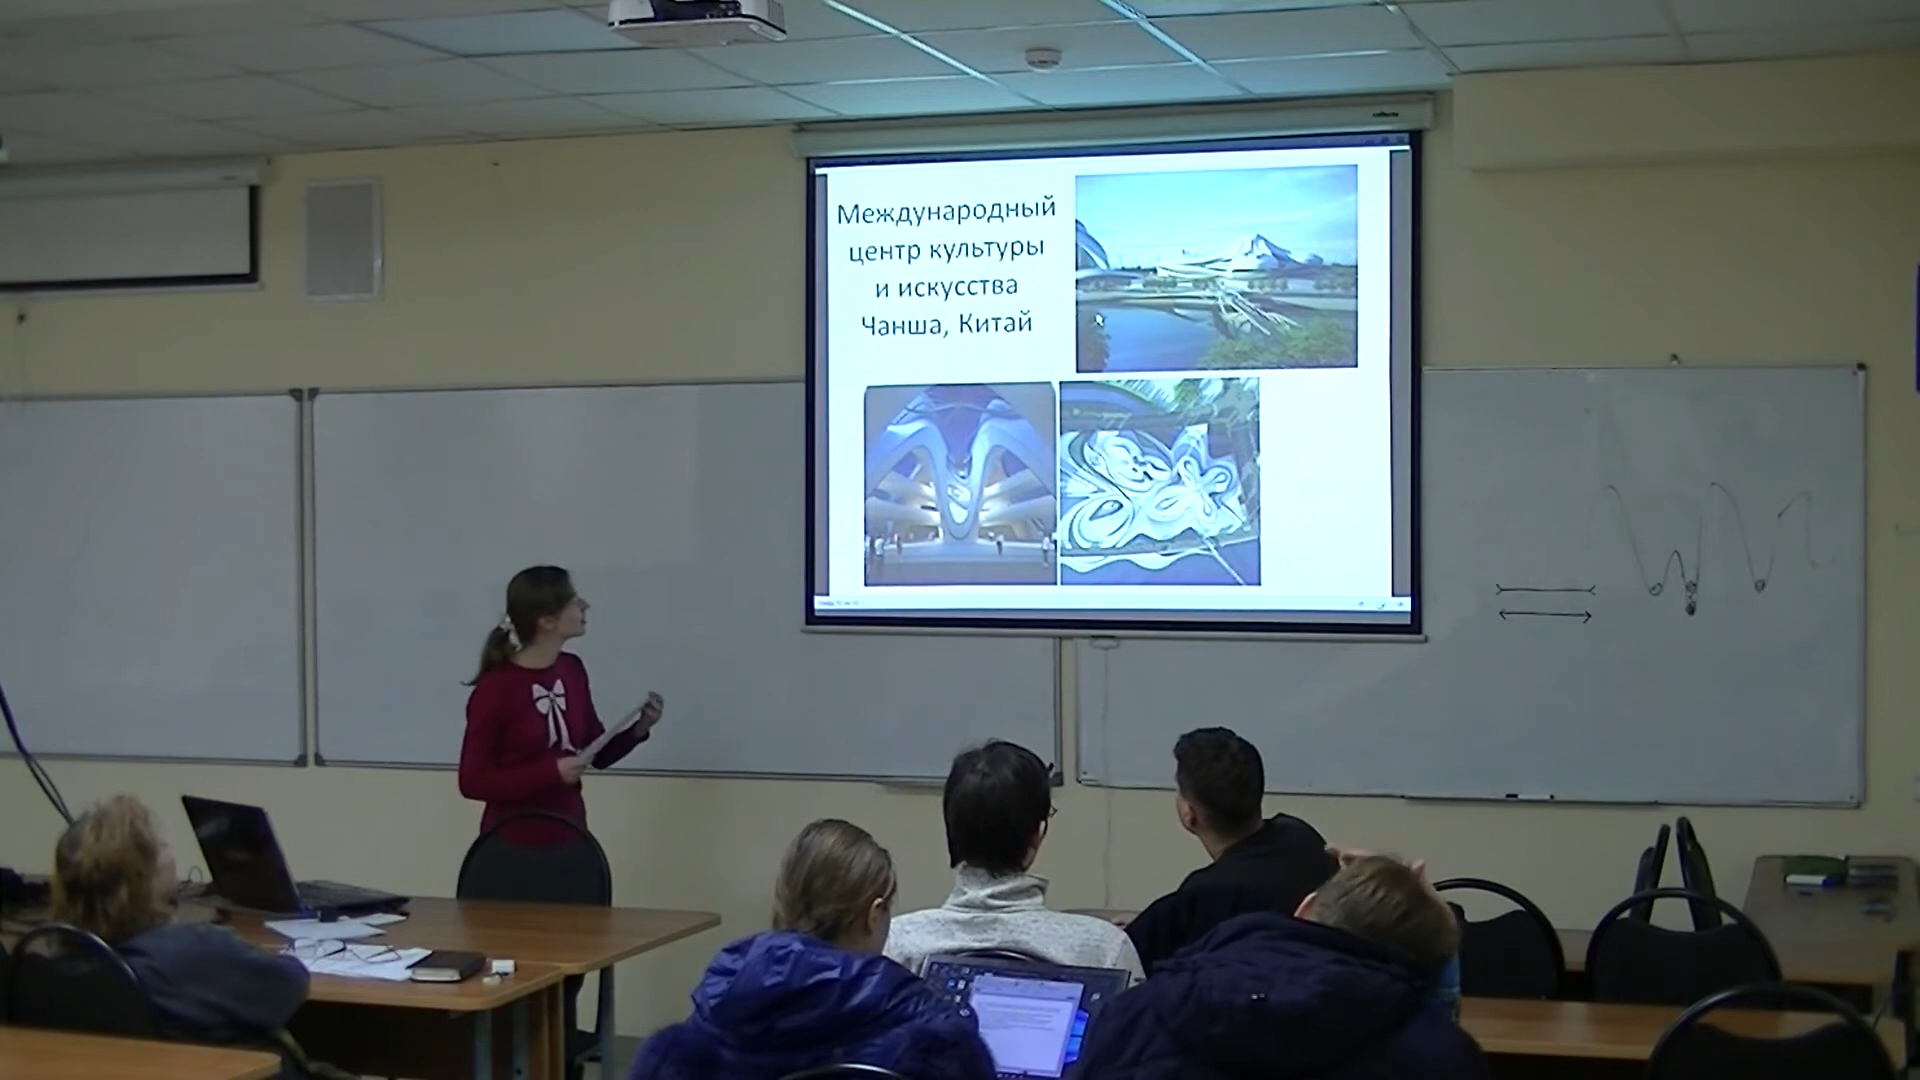 Международный
центр культуры
и искусства
Чанша, Китай